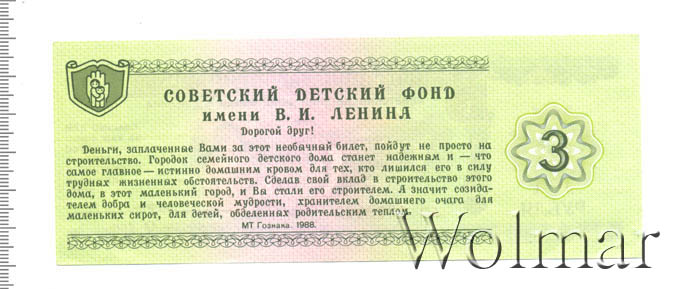 СОВЕТСКИЙ ДЕТСКИЙ ФОНД
ИМЕНИ В. И. ЛЕНИНА
Дорогой друг!
Деньги, заплаченные Вами за этот необычный билет, пойдут не просто на
строительство. Городок семейного детского дома станет надежным и — что
самое главное — истинно домашним кровом для тех, кто лишился его в силу
трудных жизненных обстоятельств. Сделав свой вклад в строительство этого
дома, в этот маленький город, и Вы стали его строителем. А значит созида-
телем добра и человеческой мудрости, хранителем домашнего очага для
маленьких сирот, для детей, обделенных родительским теплом.
МТ Гознака. 1988.
3
Wolmar